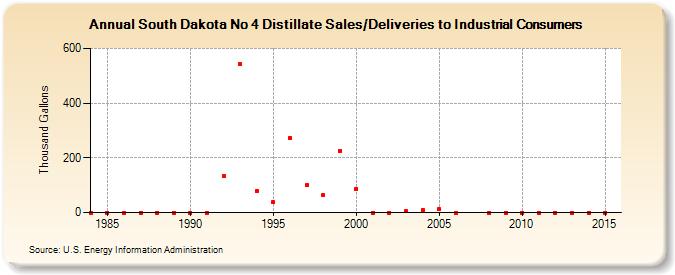 Annual South Dakota No 4 Distillate Sales/Deliveries to Industrial Consumers
Thousand Gallons
600
400
200
0
1985 1990 1995 2000 2005 2010 2015
Source: U.S. Energy Information Administration